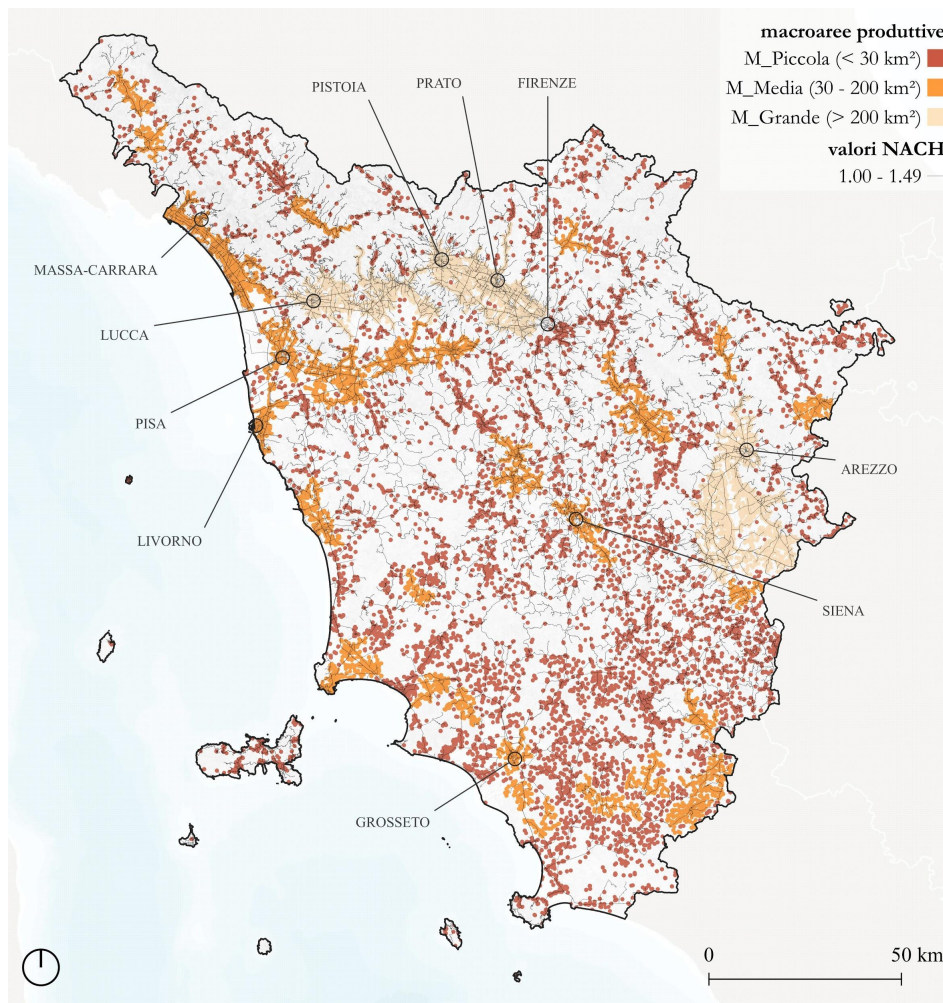 macroaree produttive
M_Piccola (< 30 km²)
M_Media (30 - 200 km²)
M_Grande (> 200 km²)
valori NACH
1.00 - 1.49
PISTOIA
PRATO
FIRENZE
MASSA-CARRARA
LUCCA
PISA
AREZZO
LIVORNO
SIENA
GROSSETO
0
50 km